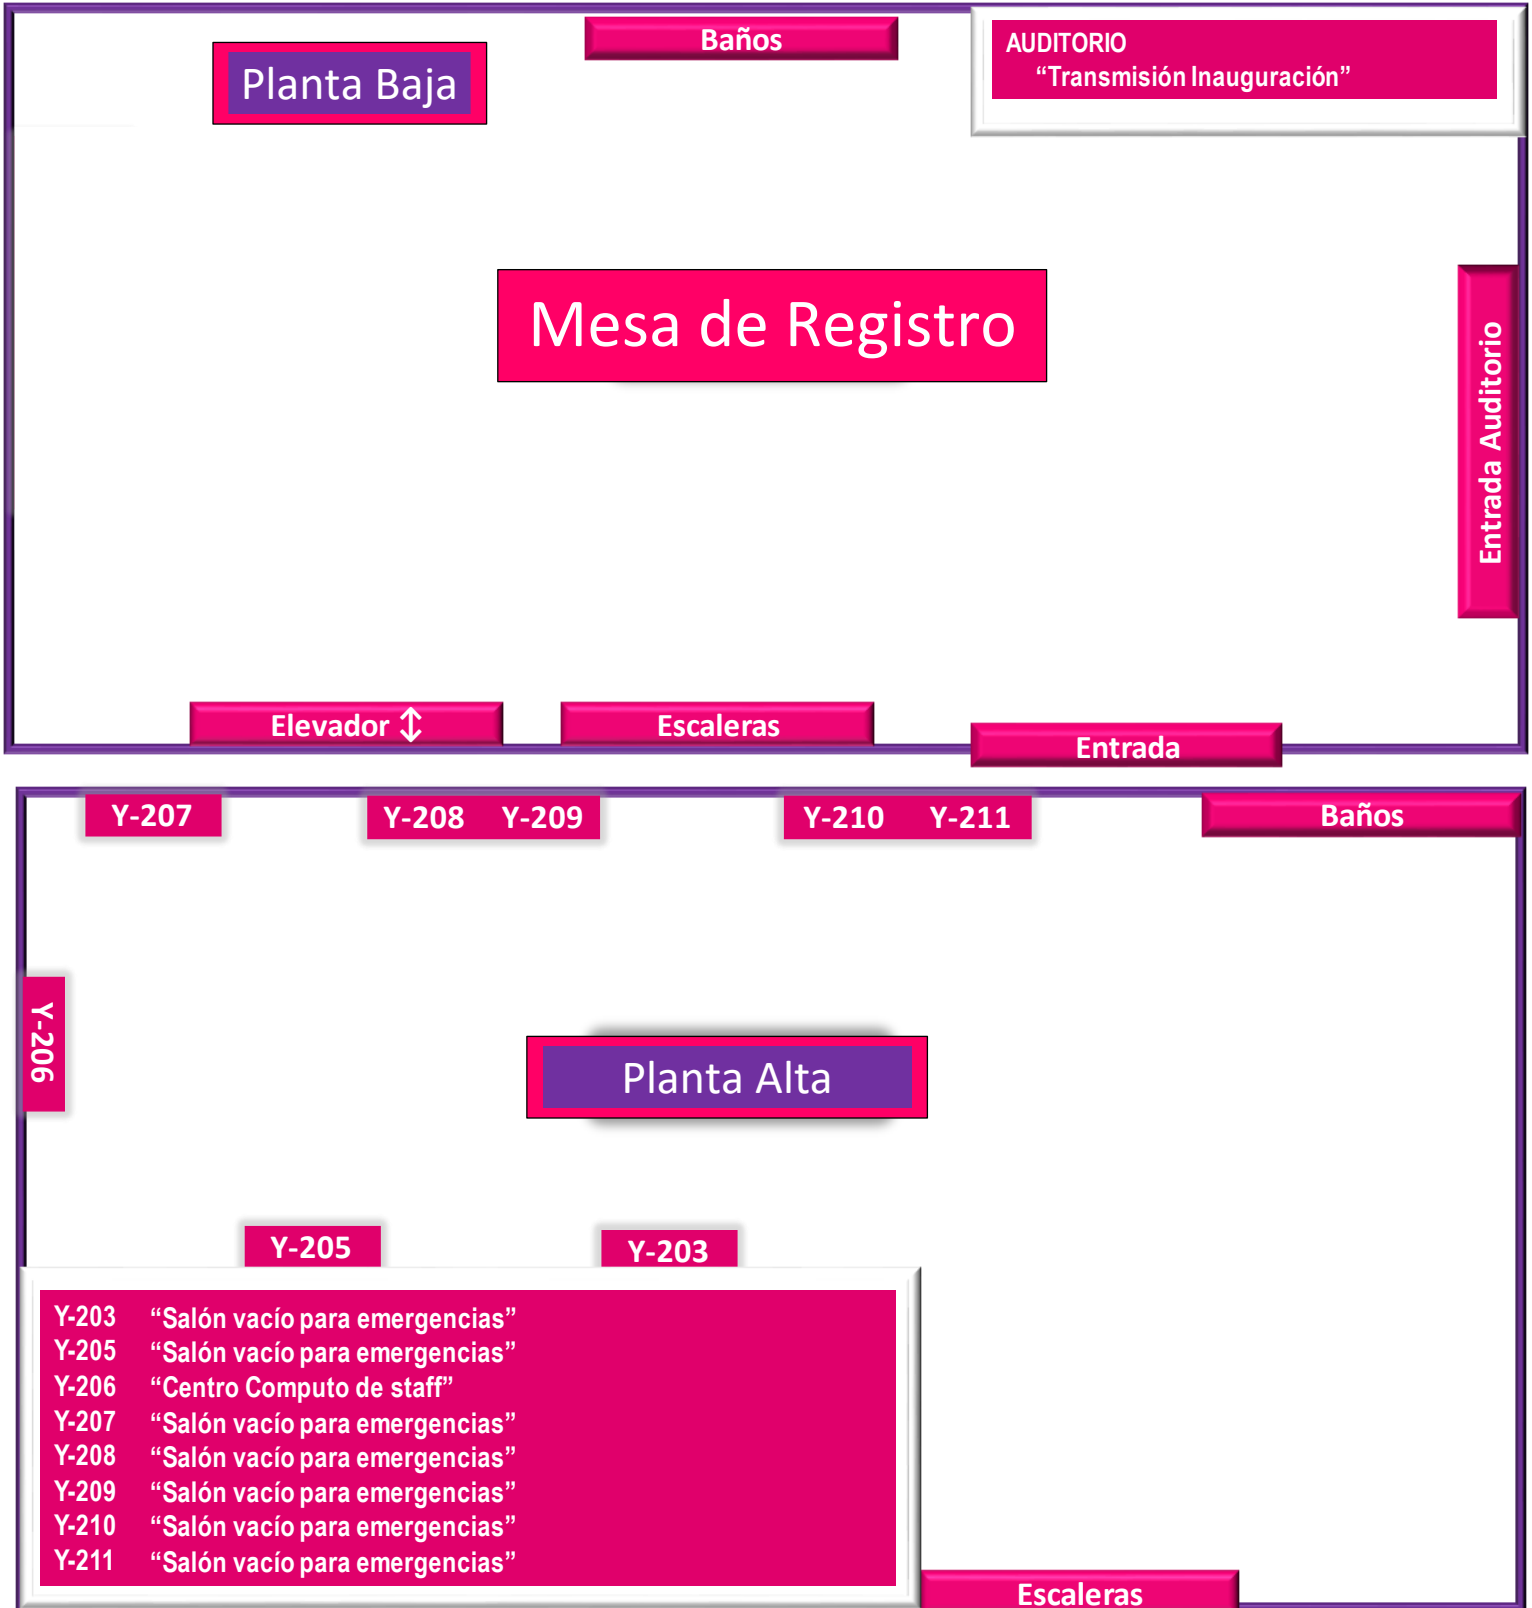 Baños
AUDITORIO
“Transmisión Inauguración”
Planta Baja
Mesa de Registro
Entrada Auditorio
Elevador ↕
Escaleras
Entrada
Y-207
Y-208 Y-209
Y-210 Y-211
Baños
Y-206
Planta Alta
Y-205
Y-203
Y-203 “Salón vacío para emergencias”
Y-205 “Salón vacío para emergencias”
Y-206 “Centro Computo de staff”
Y-207 “Salón vacío para emergencias”
Y-208 “Salón vacío para emergencias”
Y-209 “Salón vacío para emergencias”
Y-210 “Salón vacío para emergencias”
Y-211 “Salón vacío para emergencias”
Escaleras